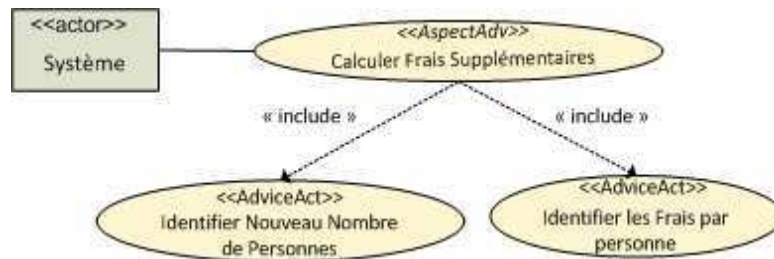 <<actor>>
Système
<<AspectAdv>>
Calculer Frais Supplémentaires
« include »
« include »
<<AdviceAct>>
Identifier Nouveau Nombre
de Personnes
<<AdviceAct>>
Identifier les Frais par
personne